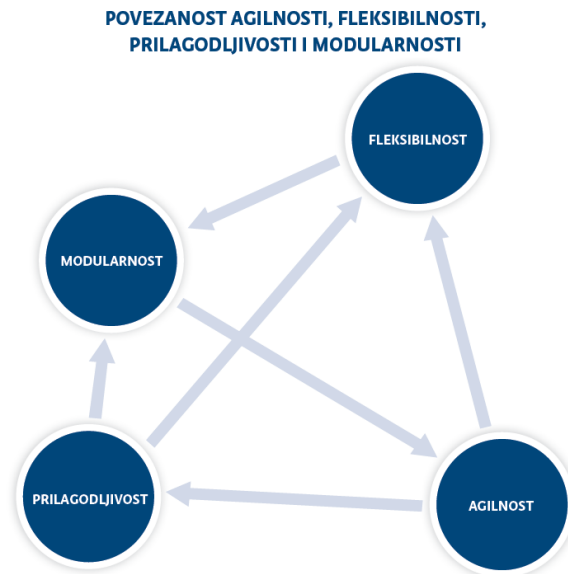 POVEZANOST AGILNOSTI, FLEKSIBILNOSTI,
PRILAGODLJIVOSTI I MODULARNOSTI
FLEKSIBILNOST
MODULARNOST
PRILAGODLJIVOST
AGILNOST